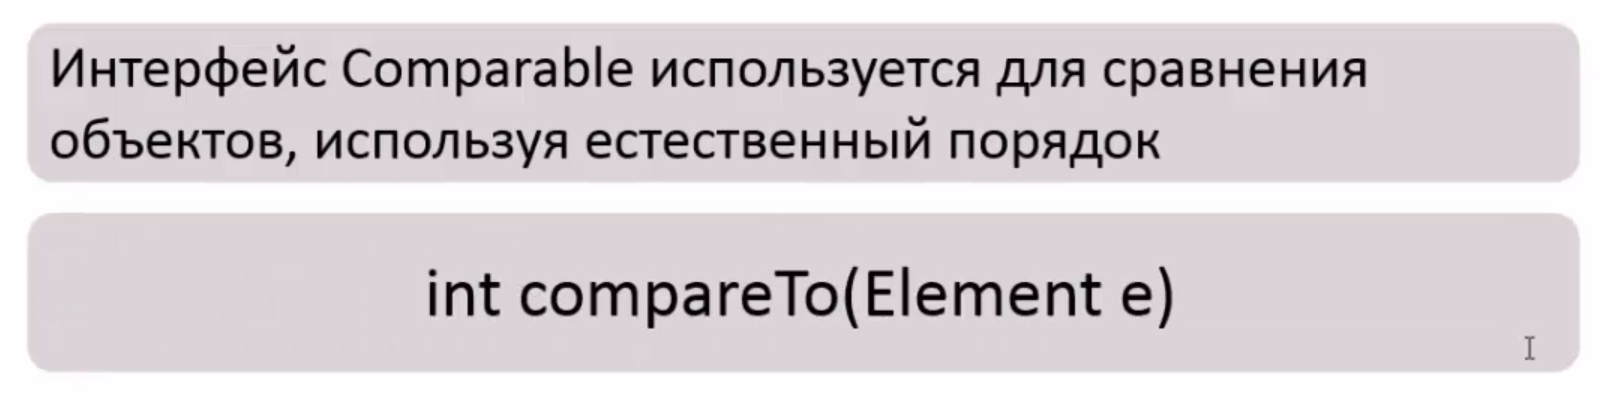 Интерфейс Comparable используется для сравнения
объектов, используя естественный порядок
int compareTo(Element e)